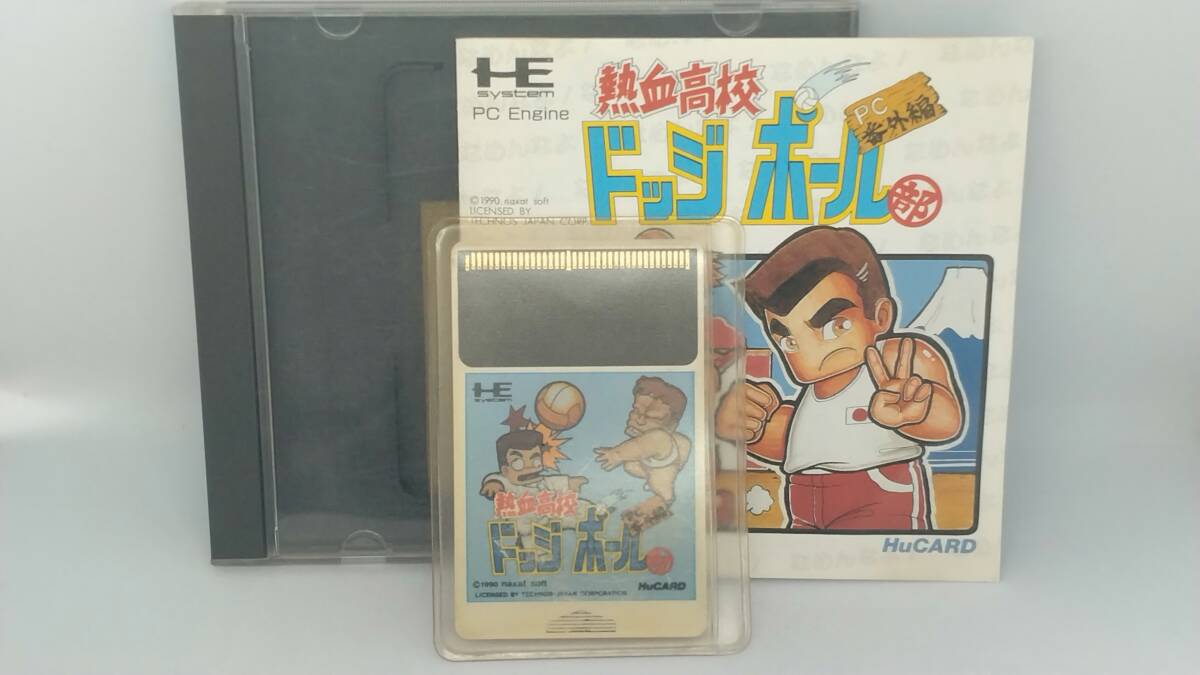 HE
system
PC Engine
熱血高校
ドッジボール部
PC
番外編
©1990 naxat soft
LICENSED BY
TECHNOS JAPAN CORP
HuCARD
HE
system
熱血高校
ドッジボール部
©1990 naxat soft
HuCARD
LICENSED BY TECHNOS JAPAN CORPORATION